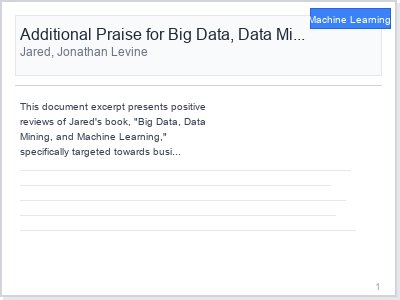 Machine Learning
Additional Praise for Big Data, Data Mi...
Jared, Jonathan Levine
This document excerpt presents positive
reviews of Jared's book, "Big Data, Data
Mining, and Machine Learning,"
specifically targeted towards busi...
1